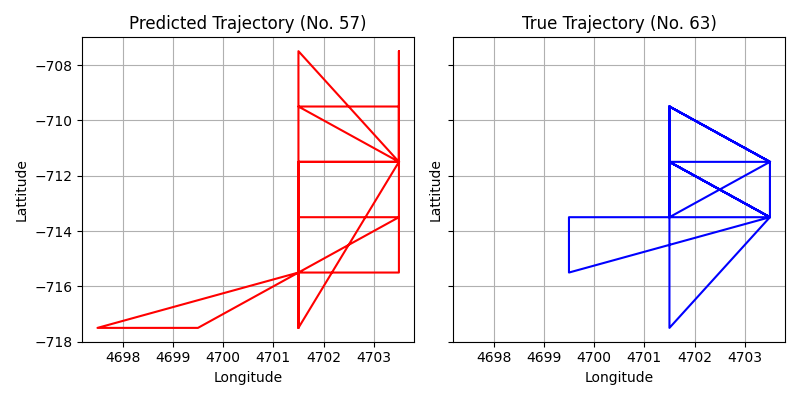 Predicted Trajectory (No. 57)
True Trajectory (No. 63)
−708
−710
−712
−714
−716
−718
Lattitude
Lattitude
4698 4699 4700 4701 4702 4703
4698 4699 4700 4701 4702 4703
Longitude
Longitude